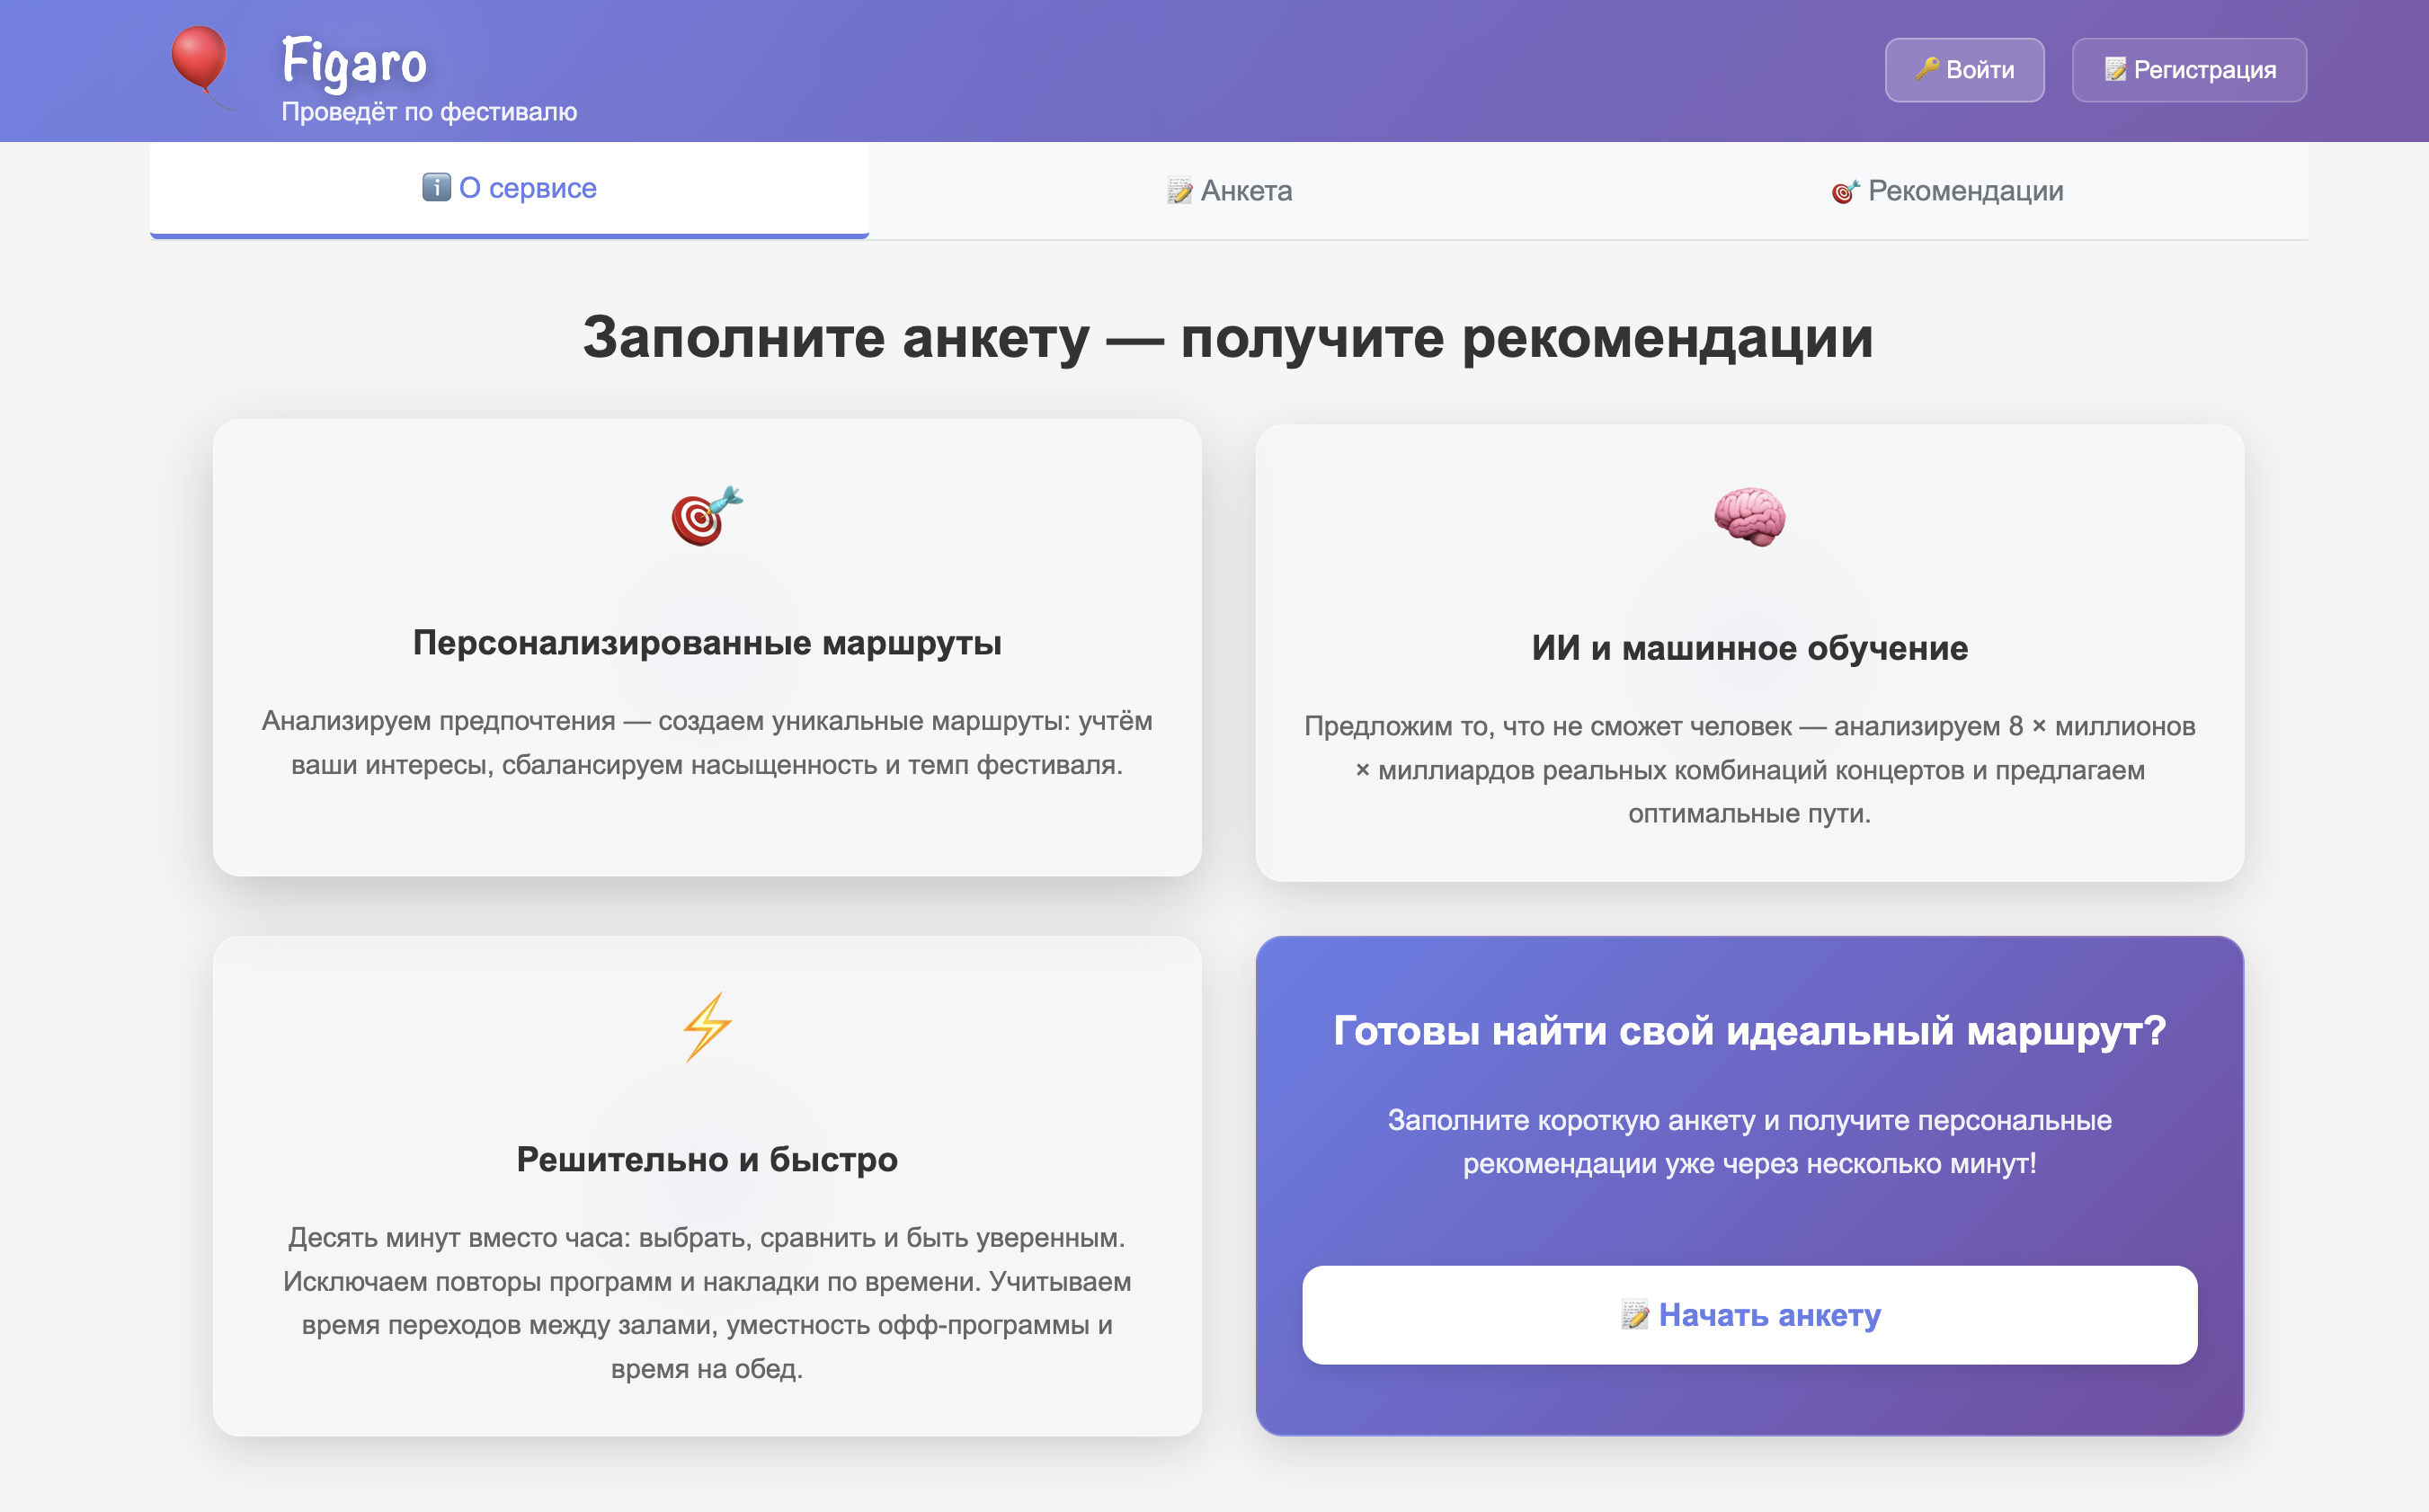 Figaro
Проведёт по фестивалю
Войти
Регистрация
О сервисе
Анкета
Рекомендации
Заполните анкету — получите рекомендации
Персонализированные маршруты
Анализируем предпочтения — создаем уникальные маршруты: учтём
ваши интересы, сбалансируем насыщенность и темп фестиваля.
ИИ и машинное обучение
Предложим то, что не сможет человек — анализируем 8 × миллионов
× миллиардов реальных комбинаций концертов и предлагаем
оптимальные пути.
Решительно и быстро
Десять минут вместо часа: выбрать, сравнить и быть уверенным.
Исключаем повторы программ и накладки по времени. Учитываем
время переходов между залами, уместность офф-программы и
время на обед.
Готовы найти свой идеальный маршрут?
Заполните короткую анкету и получите персональные
рекомендации уже через несколько минут!
Начать анкету